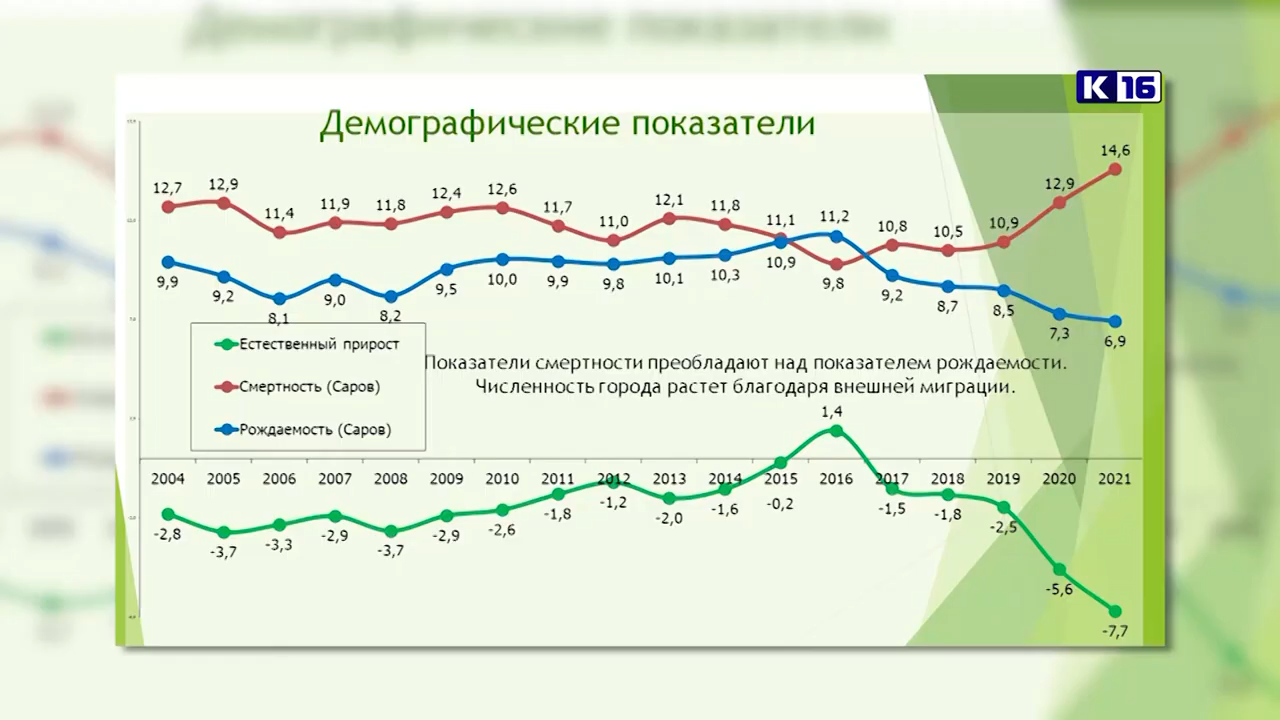 Демографические показатели
К 16
Демографические показатели
14,6
12,7 12,9 11,4 11,9 11,8 12,4 12,6 11,7 11,0 12,1 11,8 11,1 11,2 10,8 10,5 10,9 12,9
9,9 9,2 8,1 9,0 8,2 9,5 10,0 9,9 9,8 10,1 10,3 10,9 9,8 9,2 8,7 8,5 7,3 6,9
Естественный прирост
Смертность (Саров)
Рождаемость (Саров)
Показатели смертности преобладают над показателем рождаемости.
Численность города растет благодаря внешней миграции.
1,4
2004 2005 2006 2007 2008 2009 2010 2011 2012 2013 2014 2015 2016 2017 2018 2019 2020 2021
-2,8 -3,7 -3,3 -2,9 -3,7 -2,9 -2,6 -1,8 -1,2 -2,0 -1,6 -0,2 -1,5 -1,8 -2,5 -5,6 -7,7